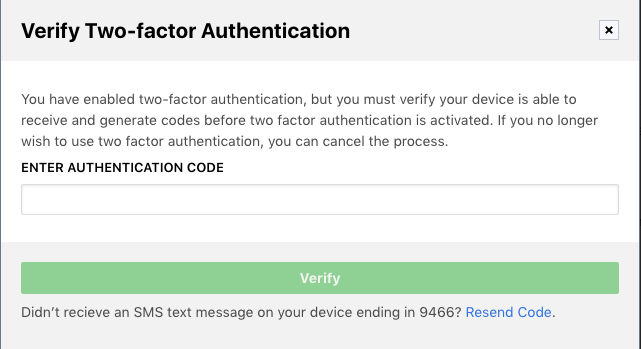 Verify Two-factor Authentication
You have enabled two-factor authentication, but you must verify your device is able to
receive and generate codes before two factor authentication is activated. If you no longer
wish to use two factor authentication, you can cancel the process.
ENTER AUTHENTICATION CODE
Verify
Didn’t recieve an SMS text message on your device ending in 9466? Resend Code.